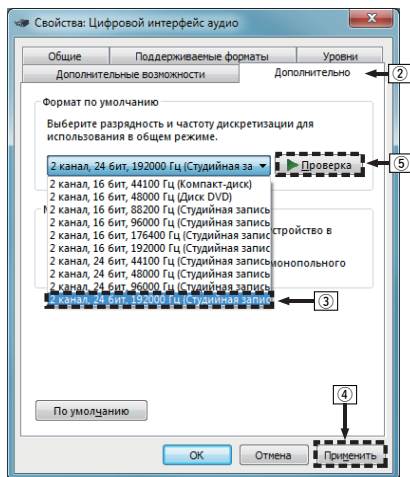 Свойства: Цифровой интерфейс аудио
Общие
Поддерживаемые форматы
Уровни
Дополнительные возможности
Дополнительно
②
Формат по умолчанию
Выберите разрядность и частоту дискретизации для
использования в общем режиме.
2 канал, 24 бит, 192000 Гц (Студийная за
Проверка
⑤
2 канал, 16 бит, 44100 Гц (Компакт-диск)
2 канал, 16 бит, 48000 Гц (Диск DVD)
2 канал, 16 бит, 88200 Гц (Студийная запись
2 канал, 16 бит, 96000 Гц (Студийная запись
2 канал, 16 бит, 176400 Гц (Студийная запис
стройство в
2 канал, 16 бит, 192000 Гц (Студийная запис
2 канал, 24 бит, 44100 Гц (Студийная запись
монопольного
2 канал, 24 бит, 48000 Гц (Студийная запись
2 канал, 24 бит, 96000 Гц (Студийная запись
2 канал, 24 бит, 192000 Гц (Студийная запис
③
По умолчанию
④
OK
Отмена
Применить